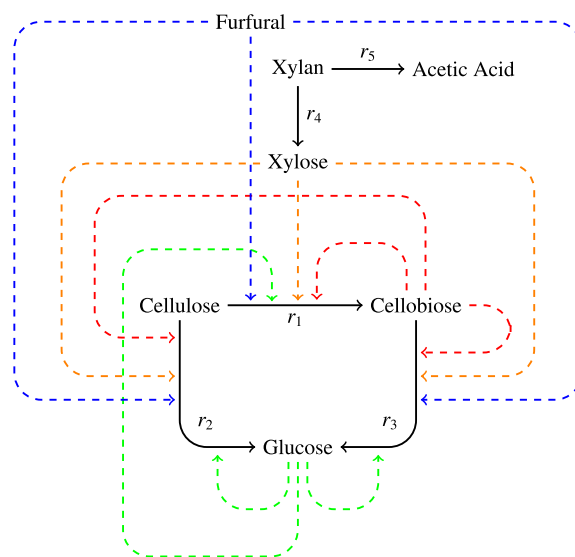 Furfural
r5
Xylan
Acetic Acid
r4
Xylose
Cellulose
Cellobiose
r1
r2
r3
Glucose